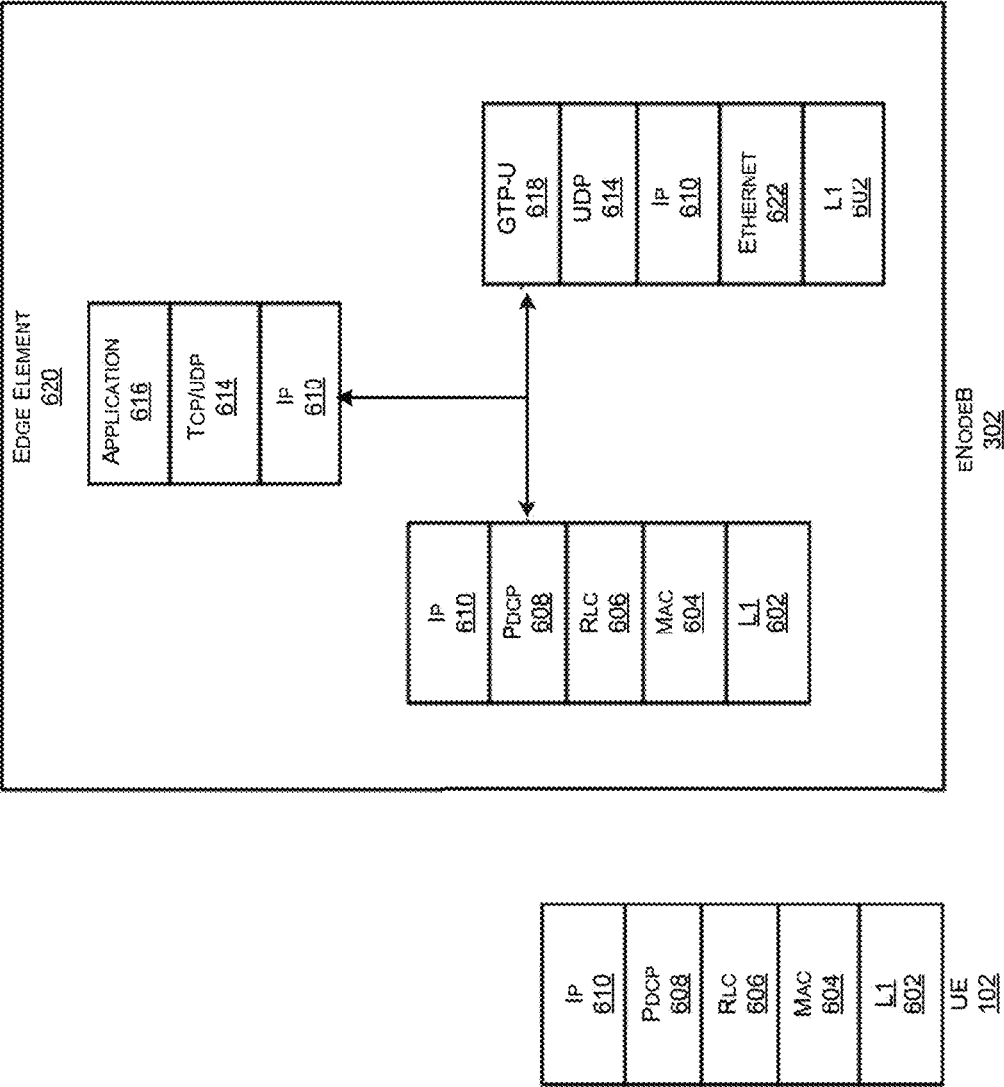 IP
610
PDCP
608
RLC
606
MAC
604
L1
602
UE
102
EDGE ELEMENT
620
APPLICATION
616
TCP/UDP
614
IP
610
IP
610
PDCP
608
RLC
606
MAC
604
L1
602
GTP-U
618
UDP
614
IP
610
ETHERNET
622
L1
602
ENODEB
302